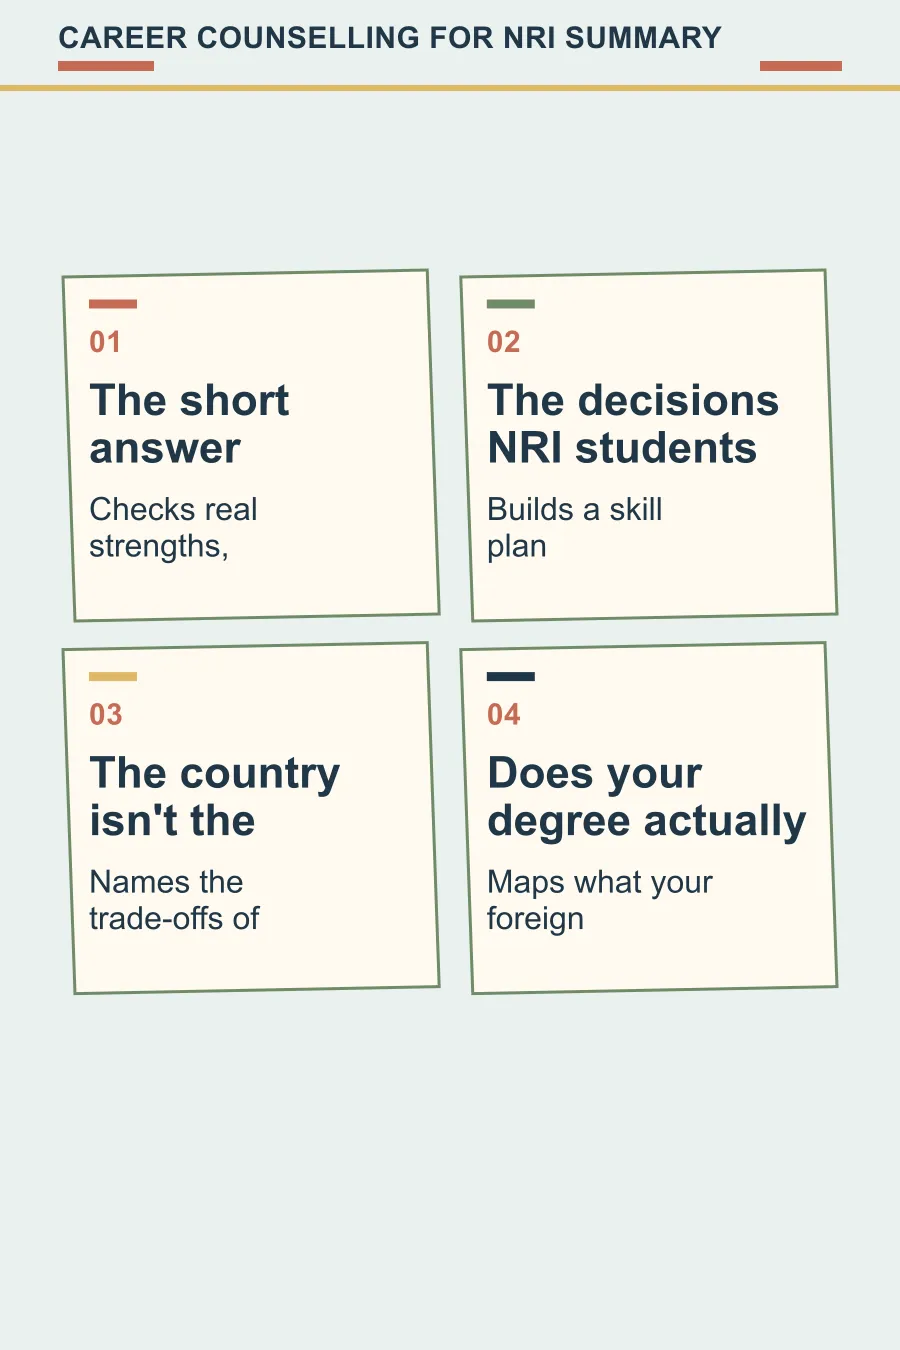 CAREER COUNSELLING FOR NRI SUMMARY
01
The short
answer
Checks real
strengths,
02
The decisions
NRI students
Builds a skill
plan
03
The country
isn't the
Names the
trade-offs of
04
Does your
degree actually
Maps what your
foreign